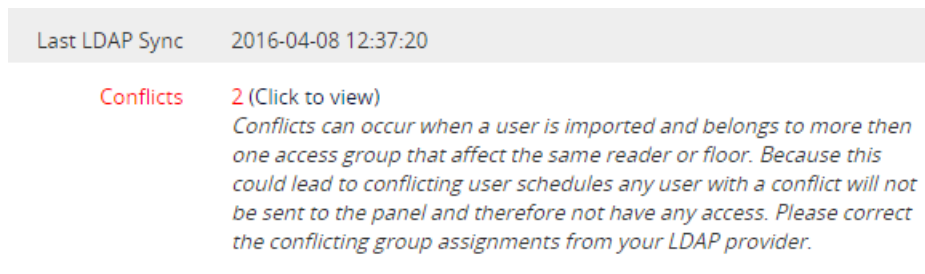 Last LDAP Sync 2016-04-08 12:37:20
Conflicts 2 (Click to view)
Conflicts can occur when a user is imported and belongs to more then
one access group that affect the same reader or floor. Because this
could lead to conflicting user schedules any user with a conflict will not
be sent to the panel and therefore not have any access. Please correct
the conflicting group assignments from your LDAP provider.